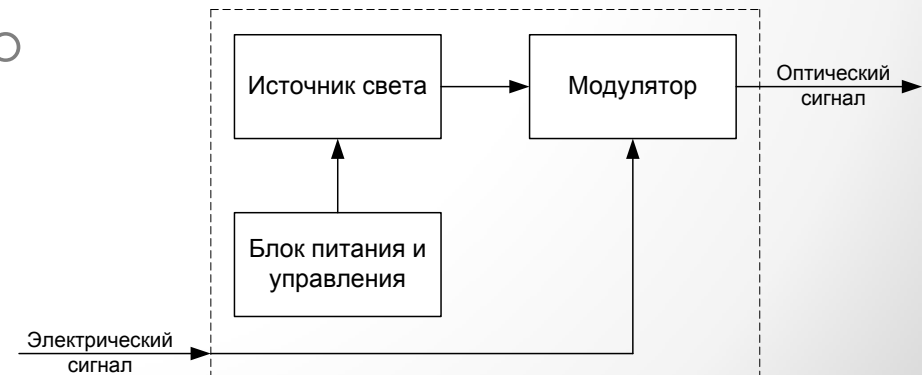 Источник света
Модулятор
Оптический
сигнал
Блок питания и
управления
Электрический
сигнал